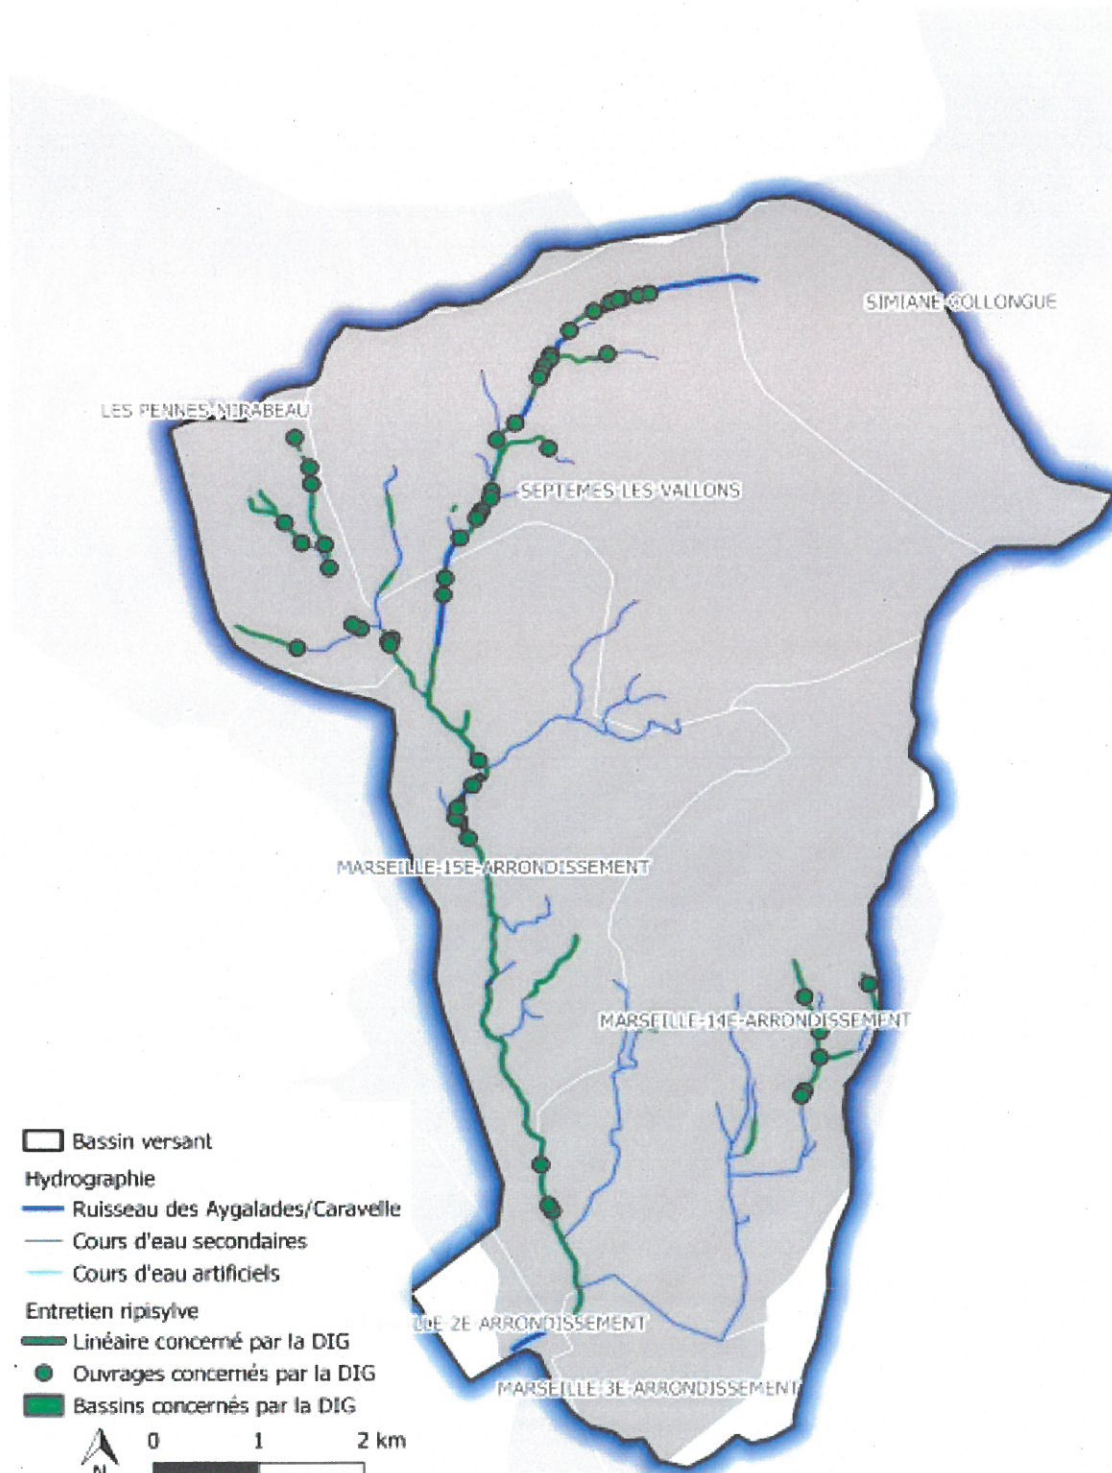 SIMIANE-COLLONGUE
LES PENNES-MIRABEAU
SEPTEMES-LES-VALLONS
MARSEILLE-15E-ARRONDISSEMENT
MARSEILLE-14E-ARRONDISSEMENT
LLE-2E-ARRONDISSEMENT
MARSEILLE-3E-ARRONDISSEMENT
Bassin versant
Hydrographie
Ruisseau des Aygalades/Caravelle
Cours d'eau secondaires
Cours d'eau artificiels
Entretien ripisylve
Linéaire concerné par la DIG
Ouvrages concernés par la DIG
Bassins concernés par la DIG
0 1 2 km
N